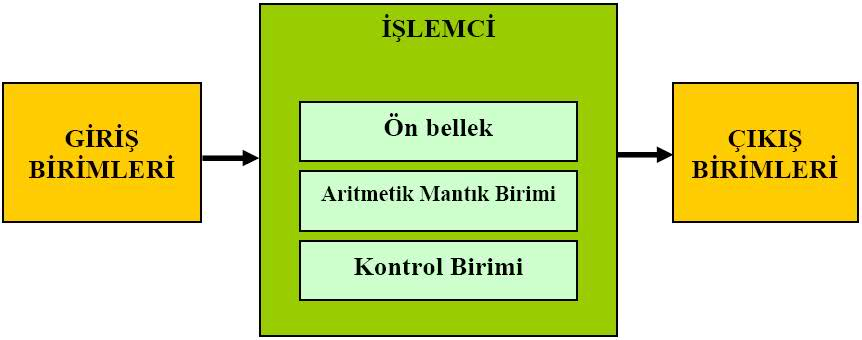 İŞLEMCİ
GİRİŞ
BİRİMLERİ
Ön bellek
Aritmetik Mantık Birimi
Kontrol Birimi
ÇIKIŞ
BİRİMLERİ